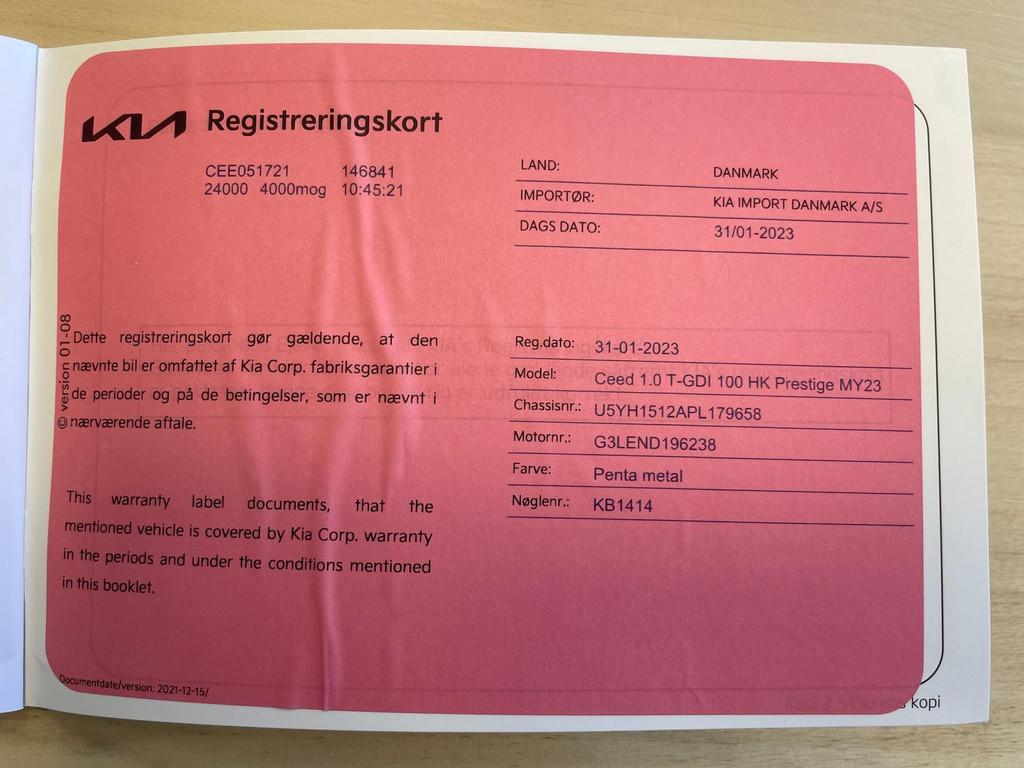 KIA Registreringskort
CEE051721 146841
24000 4000mog 10:45:21
LAND: DANMARK
IMPORTØR: KIA IMPORT DANMARK A/S
DAGS DATO: 31/01-2023
© version 01-08
Dette registreringskort gør gældende, at den
nævnte bil er omfattet af Kia Corp. fabriksgarantier i
de perioder og på de betingelser, som er nævnt i
nærværende aftale.
This warranty label documents, that the
mentioned vehicle is covered by Kia Corp. warranty
in the periods and under the conditions mentioned
in this booklet.
Reg.dato: 31-01-2023
Model: Ceed 1.0 T-GDI 100 HK Prestige MY23
Chassisnr.: U5YH1512APL179658
Motornr.: G3LEND196238
Farve: Penta metal
Nøglenr.: KB1414
Documentdate/version: 2021-12-15/
kopi